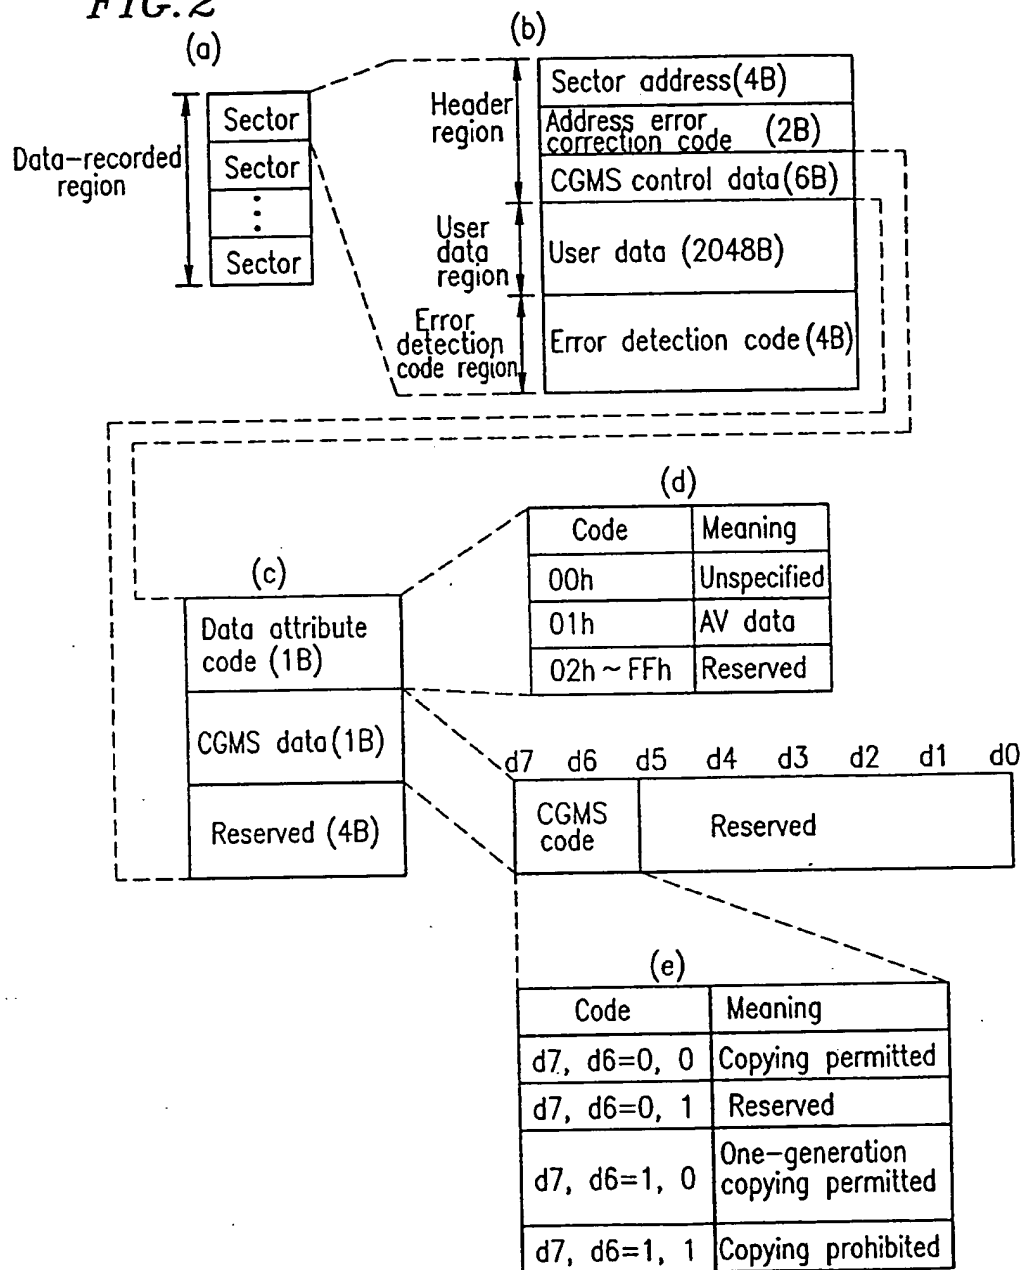 FIG.2
(a)
(b)
Data-recorded
region
Sector
Sector
Sector
Header
region
User
data
region
Error
detection
code region
Sector address(4B)
Address error
correction code (2B)
CGMS control data(6B)
User data (2048B)
Error detection code(4B)
(c)
Data attribute
code (1B)
CGMS data(1B)
Reserved (4B)
(d)
Code Meaning
00h Unspecified
01h AV data
02h~FFh Reserved
d7 d6 d5 d4 d3 d2 d1 d0
CGMS
code
Reserved
(e)
Code Meaning
d7, d6=0, 0 Copying permitted
d7, d6=0, 1 Reserved
d7, d6=1, 0 One-generation
copying permitted
d7, d6=1, 1 Copying prohibited